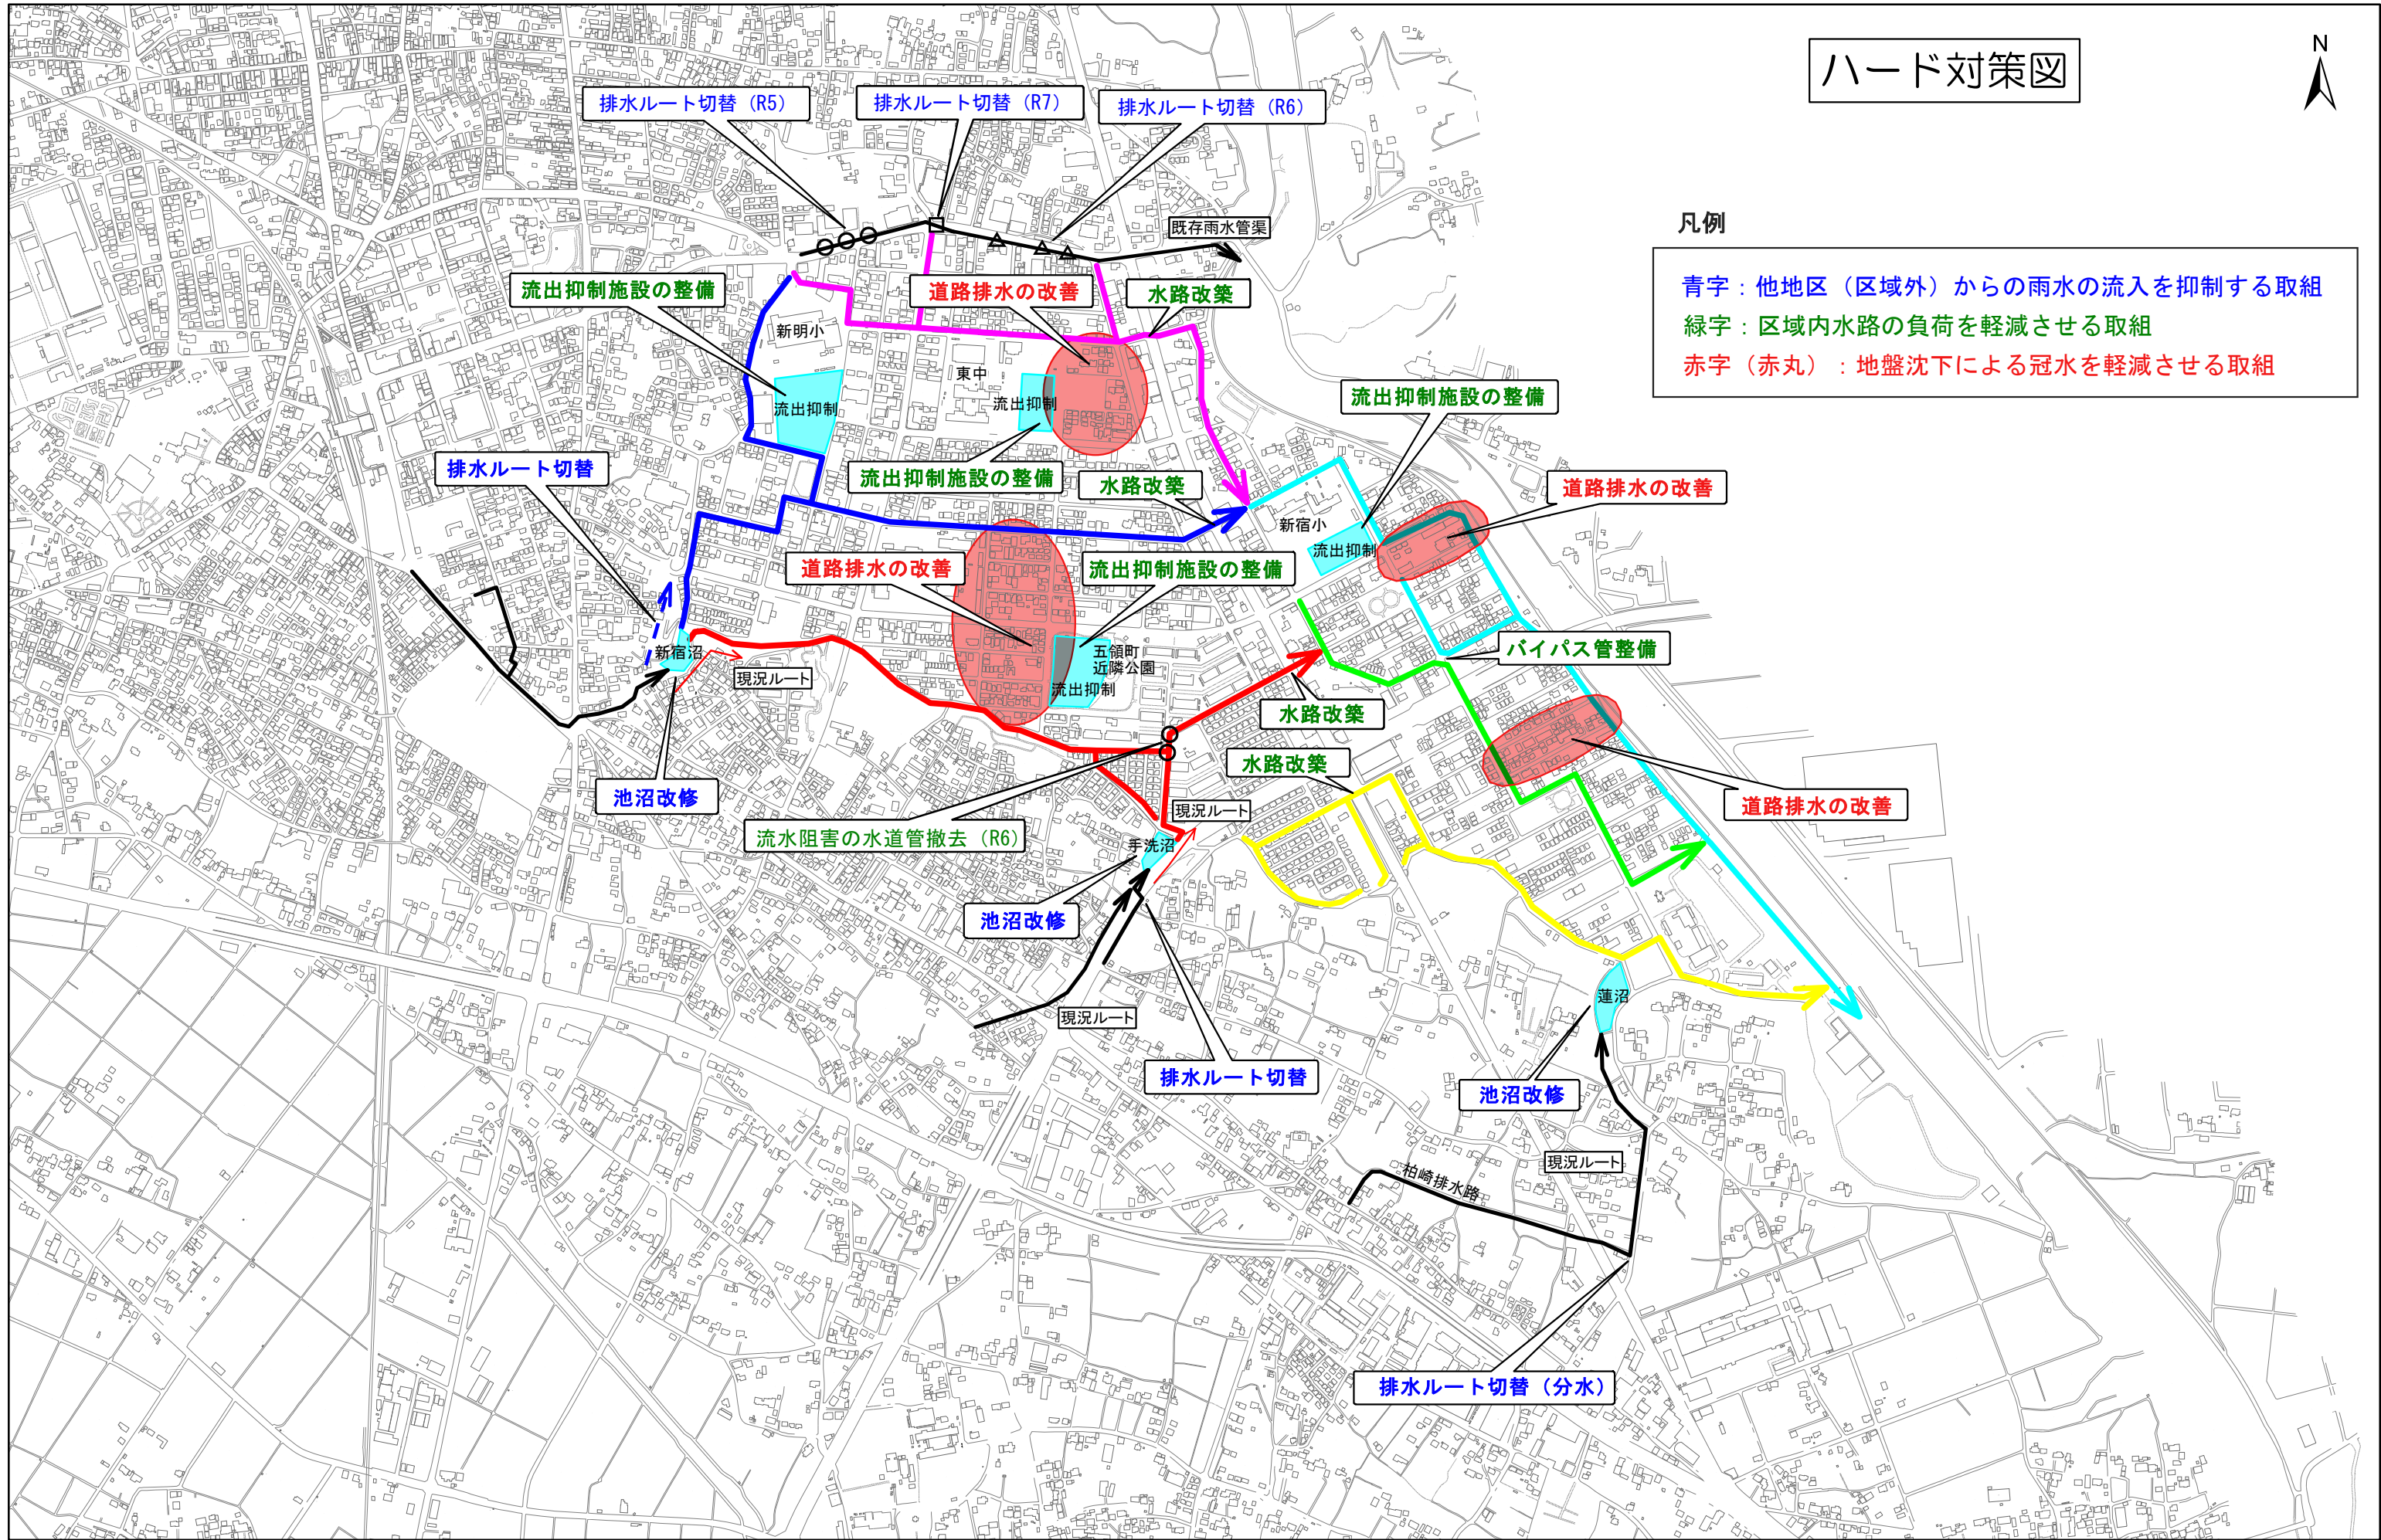 ハード対策図
N
排水ルート切替（R5）
排水ルート切替（R7）
排水ルート切替（R6）
既存雨水管渠
凡例
青字：他地区（区域外）からの雨水の流入を抑制する取組
緑字：区域内水路の負荷を軽減させる取組
赤字（赤丸）：地盤沈下による冠水を軽減させる取組
流出抑制施設の整備
道路排水の改善
水路改築
新明小
東中
流出抑制
流出抑制
流出抑制施設の整備
排水ルート切替
流出抑制施設の整備
水路改築
道路排水の改善
新宿小
流出抑制
道路排水の改善
流出抑制施設の整備
新宿沼
現況ルート
五領町
近隣公園
流出抑制
バイパス管整備
水路改築
水路改築
池沼改修
道路排水の改善
流水阻害の水道管撤去（R6）
現況ルート
手洗沼
池沼改修
蓮沼
現況ルート
排水ルート切替
池沼改修
現況ルート
柏崎排水路
排水ルート切替（分水）